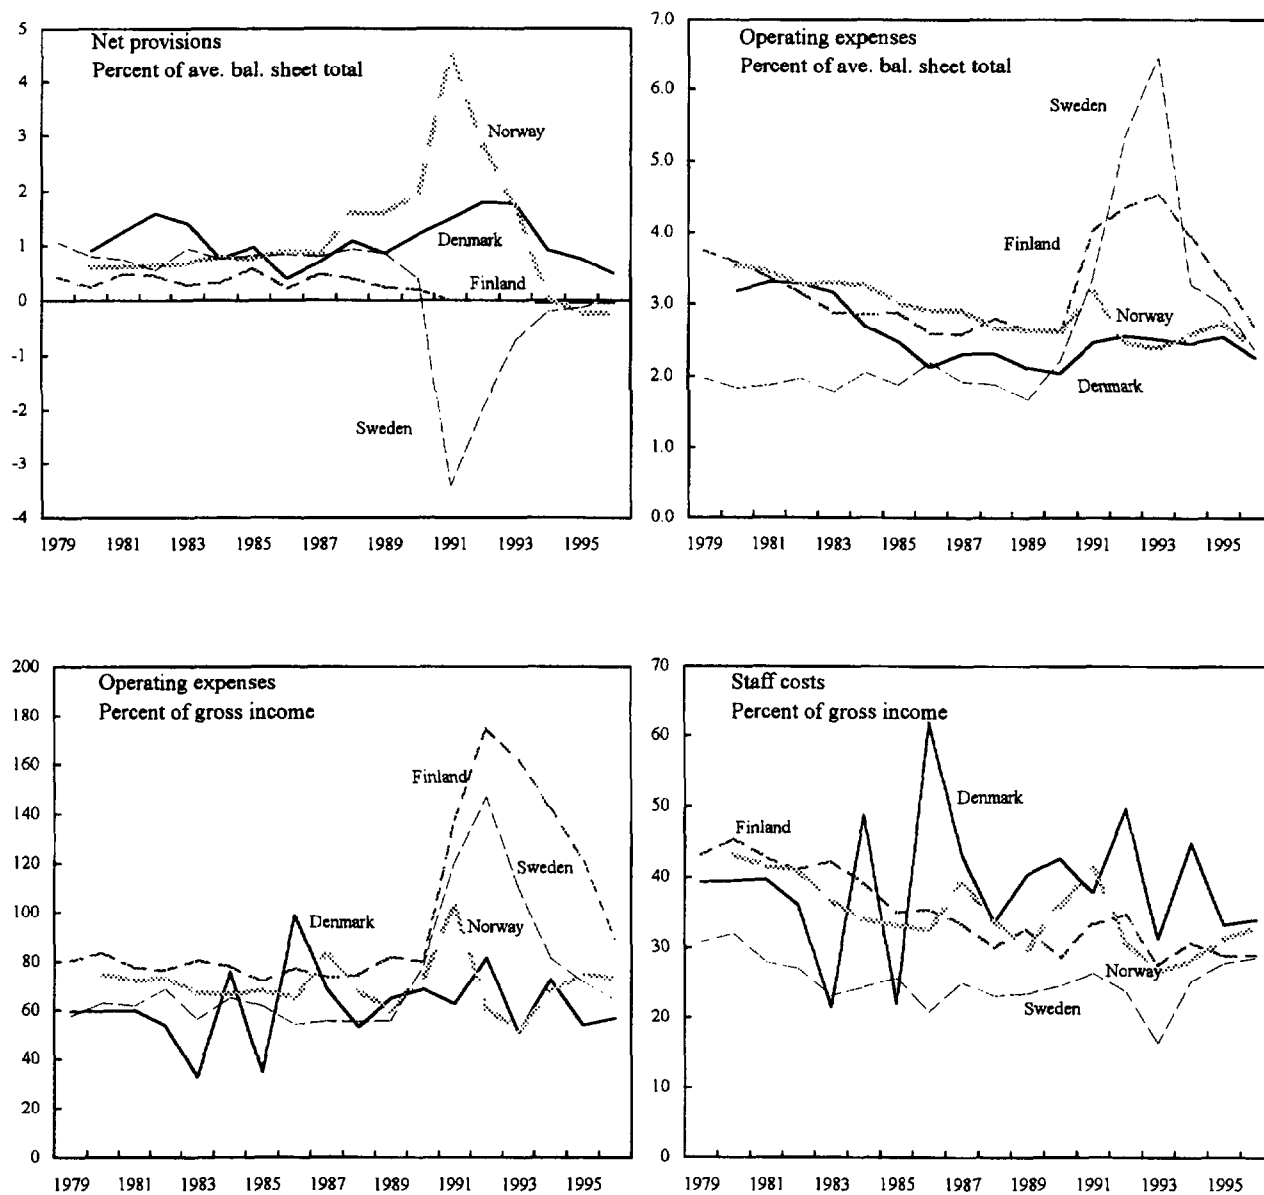 Net provisions
Percent of ave. bal. sheet total
5
4
3
2
1
0
-1
-2
-3
-4
Norway
Denmark
Finland
Sweden
1979 1981 1983 1985 1987 1989 1991 1993 1995
Operating expenses
Percent of ave. bal. sheet total
7.0
6.0
5.0
4.0
3.0
2.0
1.0
0.0
Sweden
Finland
Norway
Denmark
1979 1981 1983 1985 1987 1989 1991 1993 1995
Operating expenses
Percent of gross income
200
180
160
140
120
100
80
60
40
20
0
Finland
Sweden
Denmark
Norway
1979 1981 1983 1985 1987 1989 1991 1993 1995
Staff costs
Percent of gross income
70
60
50
40
30
20
10
0
Denmark
Finland
Norway
Sweden
1979 1981 1983 1985 1987 1989 1991 1993 1995